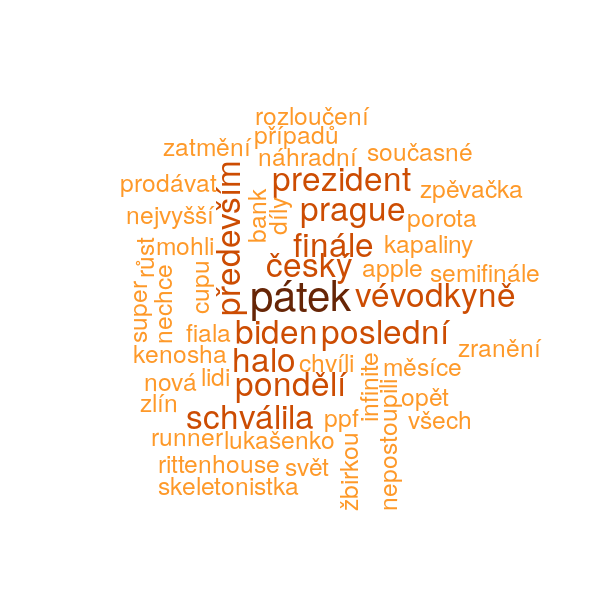 rozloučení
případů
zatmění
náhradní
současné
prodávat
především
prezident
zpěvačka
bank
díly
nejvyšší
prague
porota
růst
mohli
finále
kapaliny
super
nechce
cupu
český
apple
semifinále
pátek
vévodkyně
fiala
biden
poslední
kenosha
halo
chvíli
infinite
měsíce
zranění
nová
lidi
pondělí
nepostoupili
opět
zlín
schválila
ppf
všech
runner
lukašenko
žbirkou
rittenhouse
svět
skeletonistka